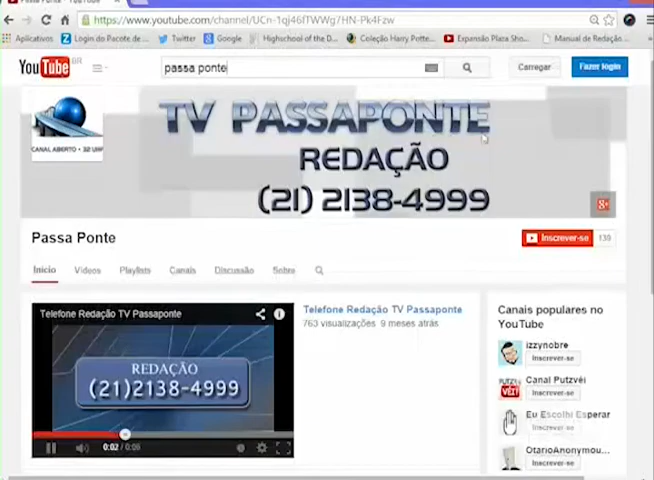 Passa Ponte - YouTube
https://www.youtube.com/channel/UCn-1qj46fTWWg7HN-Pk4Fzw
Aplicativos
Login do Pacote de...
Twitter
Google
Highschool of the D...
Coleção Harry Potte...
Expansão Plaza Sho...
Manual de Redação...
YouTube BR
passa ponte
Carregar
Fazer login
CANAL ABERTO • 32 UHF
TV PASSAPONTE
REDAÇÃO
(21) 2138-4999
Passa Ponte
Inscrever-se 139
Início
Vídeos
Playlists
Canais
Discussão
Sobre
Telefone Redação TV Passaponte
REDAÇÃO
(21)2138-4999
0:02 / 0:09
Telefone Redação TV Passaponte
763 visualizações 9 meses atrás
Canais populares no
YouTube
izzynobre
Inscrever-se
Canal Putzvéi
Inscrever-se
Eu Escolhi Esperar
Inscrever-se
OtarioAnonymou...
Inscrever-se